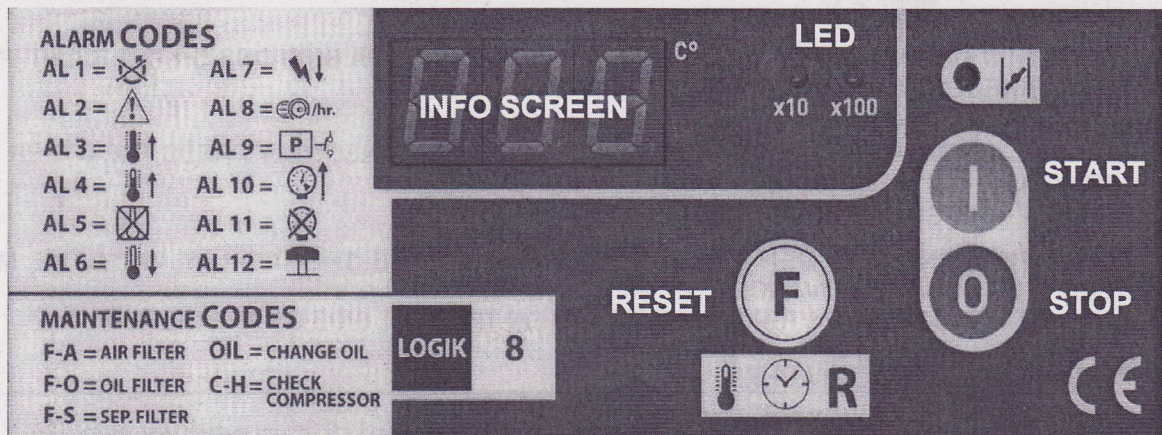 ALARM CODES
AL 1 =
AL 2 =
AL 3 =
AL 4 =
AL 5 =
AL 6 =
AL 7 =
AL 8 = /hr.
AL 9 = P
AL 10 =
AL 11 =
AL 12 =
MAINTENANCE CODES
F-A = AIR FILTER
F-O = OIL FILTER
F-S = SEP. FILTER
OIL = CHANGE OIL
C-H = CHECK
COMPRESSOR
LOGIK 8
INFO SCREEN
C°
LED
x10 x100
START
STOP
RESET
F
R
I
0
CE